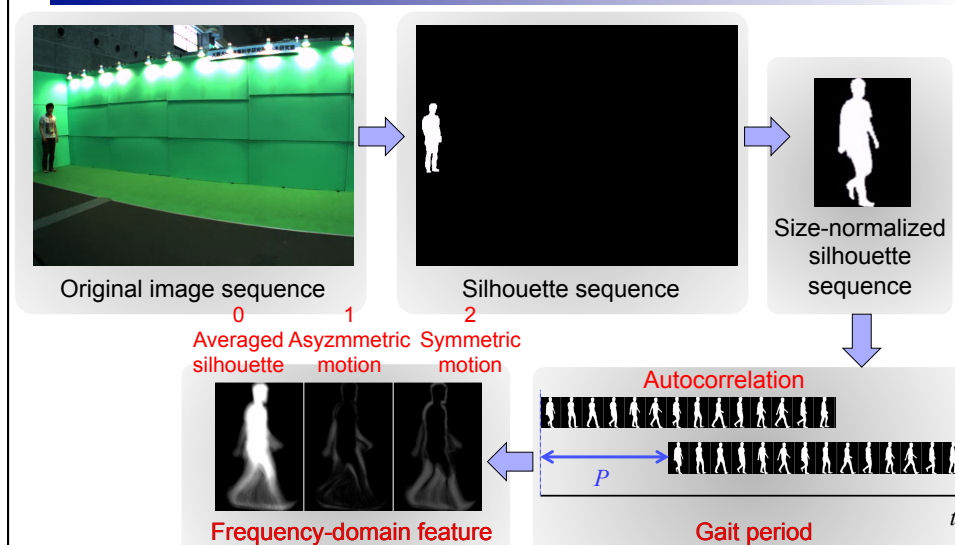 Original image sequence
Silhouette sequence
Size-normalized
silhouette
sequence
0 1 2
Averaged Asyzmmetric Symmetric
silhouette motion motion
Autocorrelation
P
t
Frequency-domain feature
Gait period